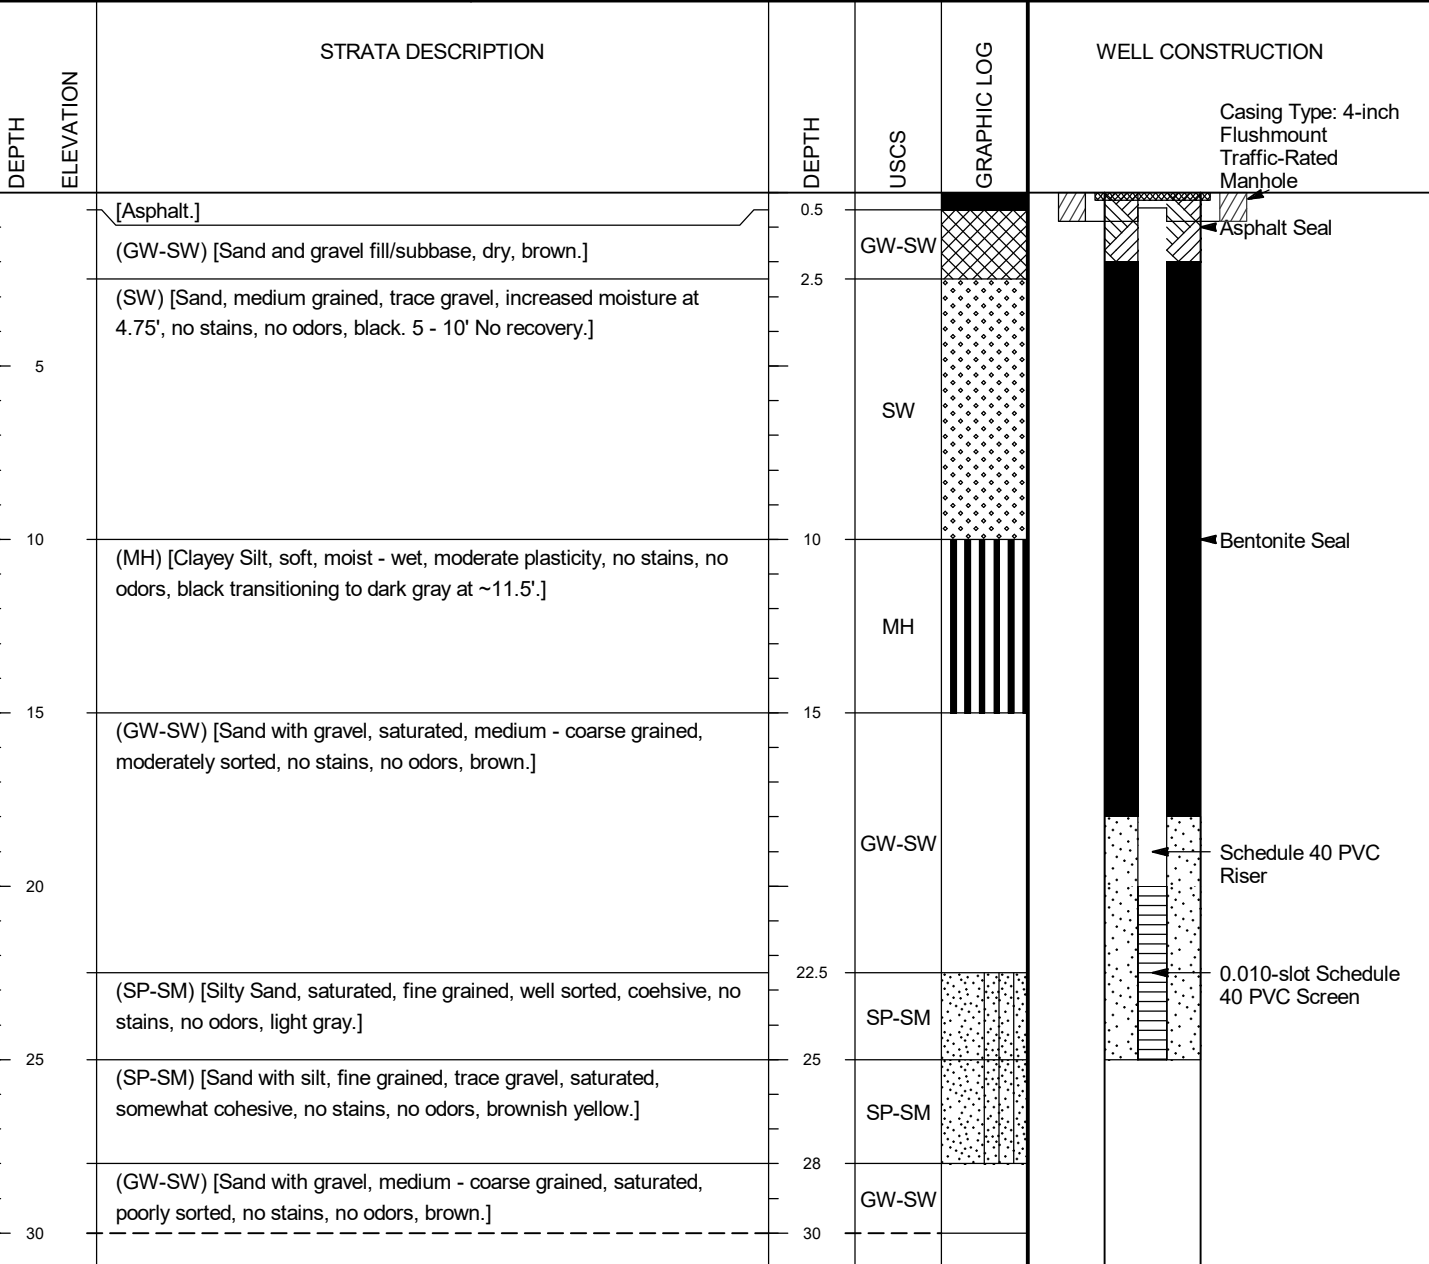 DEPTH
ELEVATION
STRATA DESCRIPTION
DEPTH
USCS
GRAPHIC LOG
WELL CONSTRUCTION
Casing Type: 4-inch
Flushmount
Traffic-Rated
Manhole
[Asphalt.]
0.5
Asphalt Seal
(GW-SW) [Sand and gravel fill/subbase, dry, brown.]
GW-SW
2.5
(SW) [Sand, medium grained, trace gravel, increased moisture at
4.75', no stains, no odors, black. 5 - 10' No recovery.]
5
SW
10
10
Bentonite Seal
(MH) [Clayey Silt, soft, moist - wet, moderate plasticity, no stains, no
odors, black transitioning to dark gray at ~11.5'.]
MH
15
15
(GW-SW) [Sand with gravel, saturated, medium - coarse grained,
moderately sorted, no stains, no odors, brown.]
GW-SW
Schedule 40 PVC
Riser
20
22.5
0.010-slot Schedule
40 PVC Screen
(SP-SM) [Silty Sand, saturated, fine grained, well sorted, coehsive, no
stains, no odors, light gray.]
SP-SM
25
25
(SP-SM) [Sand with silt, fine grained, trace gravel, saturated,
somewhat cohesive, no stains, no odors, brownish yellow.]
SP-SM
28
(GW-SW) [Sand with gravel, medium - coarse grained, saturated,
poorly sorted, no stains, no odors, brown.]
GW-SW
30
30